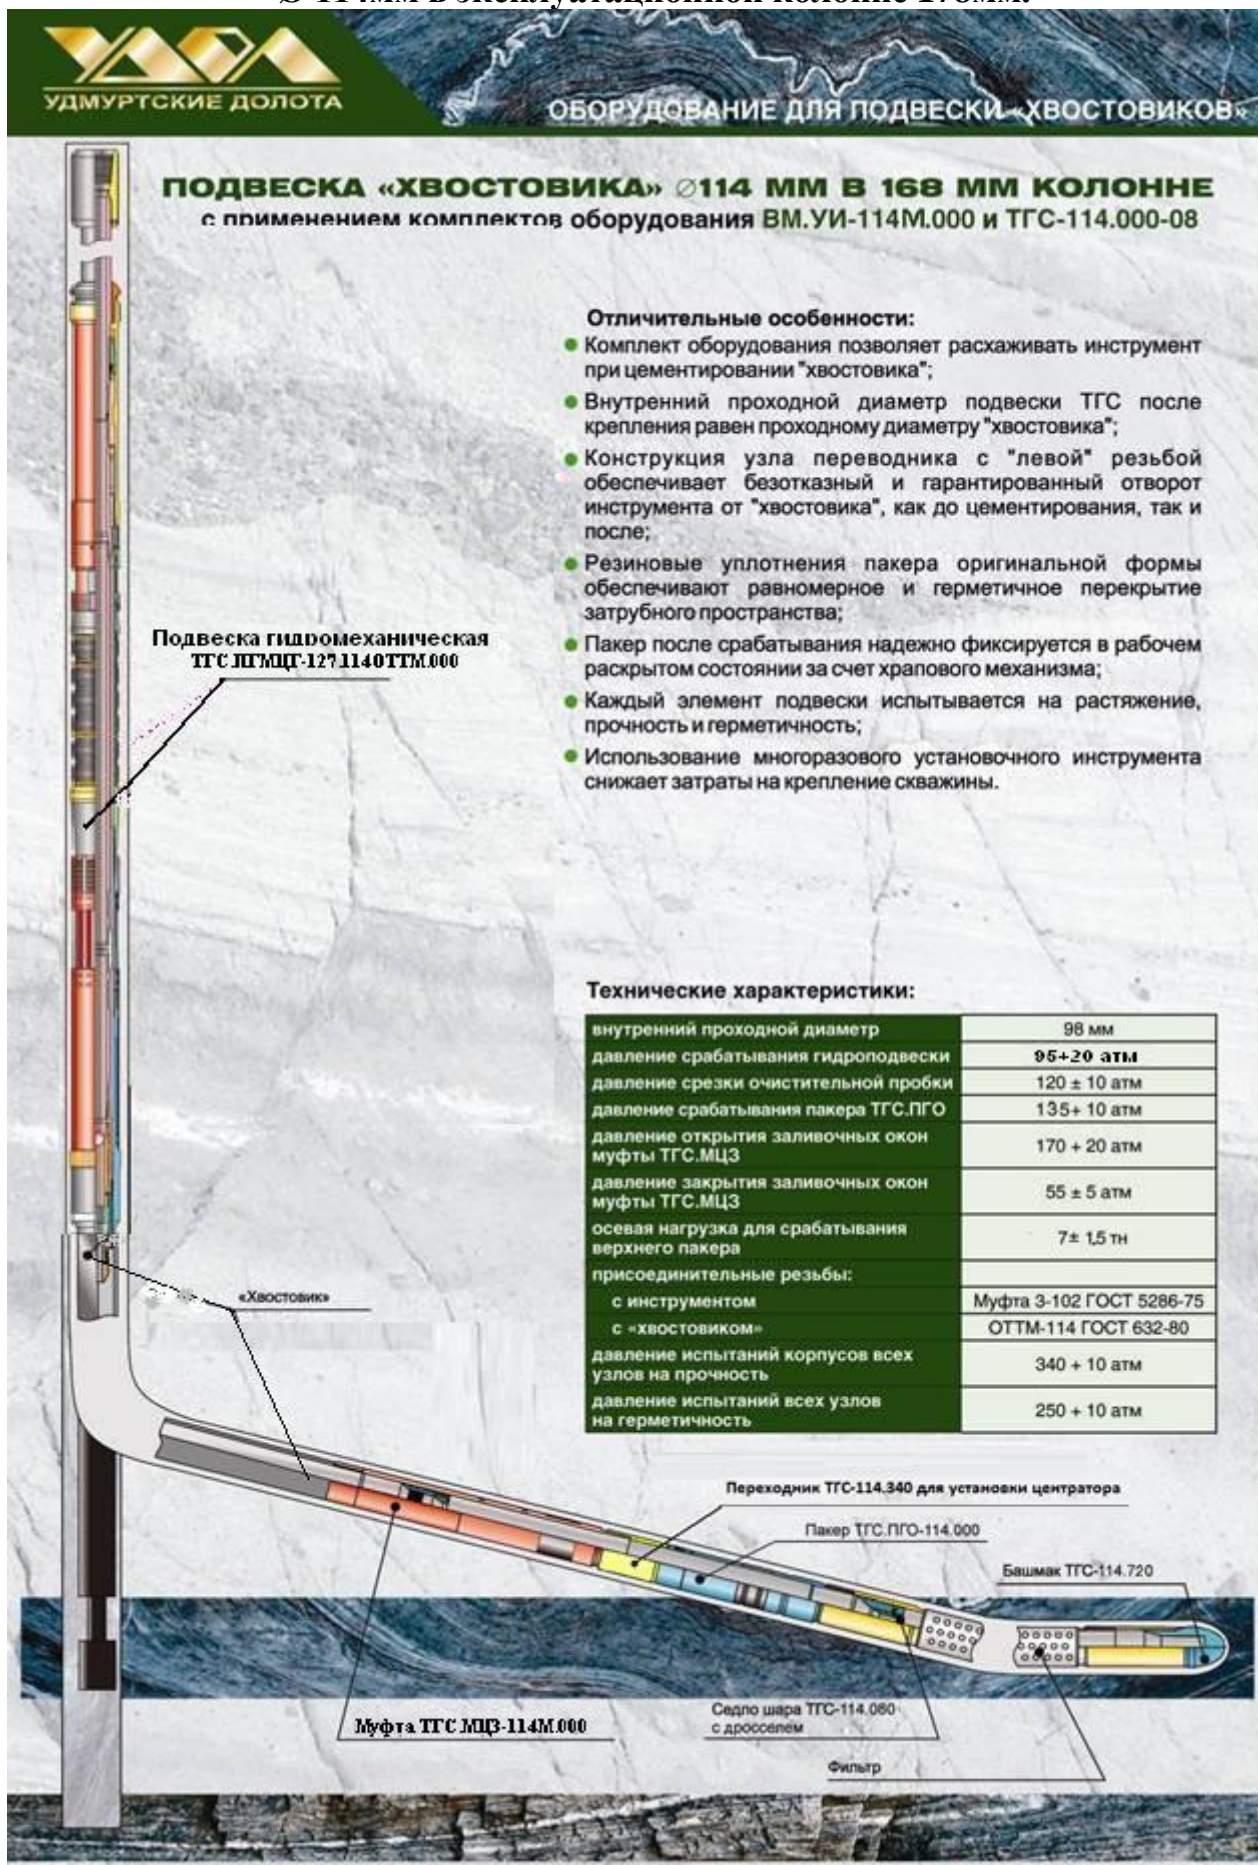 114мм в эксплуатационной колонне 178мм.
УДОЛ
УДМУРТСКИЕ ДОЛОТА
ОБОРУДОВАНИЕ ДЛЯ ПОДВЕСКИ «ХВОСТОВИКОВ»
ПОДВЕСКА «ХВОСТОВИКА» ∅114 ММ В 168 ММ КОЛОННЕ
с применением комплектов оборудования ВМ.УИ-114М.000 и ТГС-114.000-08
Отличительные особенности:
Комплект оборудования позволяет расхаживать инструмент
при цементировании "хвостовика";
Внутренний проходной диаметр подвески ТГС после
крепления равен проходному диаметру "хвостовика";
Конструкция узла переводника с "левой" резьбой
обеспечивает безотказный и гарантированный отворот
инструмента от "хвостовика", как до цементирования, так и
после;
Резиновые уплотнения пакера оригинальной формы
обеспечивают равномерное и герметичное перекрытие
затрубного пространства;
Пакер после срабатывания надежно фиксируется в рабочем
раскрытом состоянии за счет храпового механизма;
Каждый элемент подвески испытывается на растяжение,
прочность и герметичность;
Использование многоразового установочного инструмента
снижает затраты на крепление скважины.
Подвеска гидромеханическая
ТГС.ПГМЦГ-127.114ОТТМ.000
Технические характеристики:
внутренний проходной диаметр 98 мм
давление срабатывания гидроподвески 95+20 атм
давление срезки очистительной пробки 120 ± 10 атм
давление срабатывания пакера ТГС.ПГО 135+ 10 атм
давление открытия заливочных окон
муфты ТГС.МЦЗ 170 + 20 атм
давление закрытия заливочных окон
муфты ТГС.МЦЗ 55 ± 5 атм
осевая нагрузка для срабатывания
верхнего пакера 7± 1,5 тн
присоединительные резьбы:
с инструментом Муфта З-102 ГОСТ 5286-75
с «хвостовиком» ОТТМ-114 ГОСТ 632-80
давление испытаний корпусов всех
узлов на прочность 340 + 10 атм
давление испытаний всех узлов
на герметичность 250 + 10 атм
«Хвостовик»
Переходник ТГС-114.340 для установки центратора
Пакер ТГС.ПГО-114.000
Башмак ТГС-114.720
Муфта ТГС.МЦЗ-114М.000
Седло шара ТГС-114.080
с дросселем
Фильтр